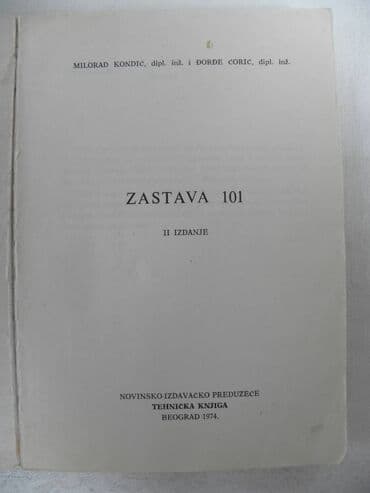 MILORAD KONDIĆ, dipl. inž. i ĐORĐE ĆORIĆ, dipl. inž.
ZASTAVA 101
II IZDANJE
NOVINSKO-IZDAVAČKO PREDUZEĆE
TEHNIČKA KNJIGA
BEOGRAD 1974.